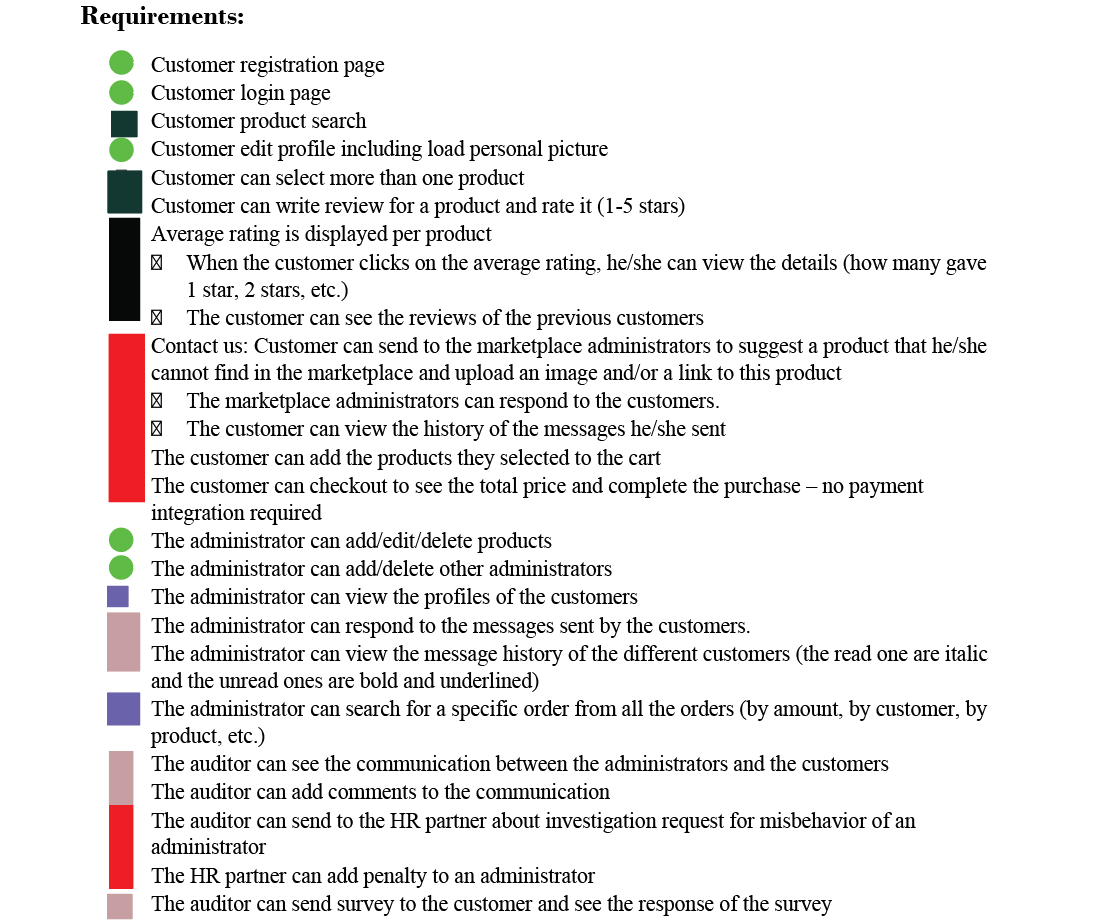 Requirements:
Customer registration page
Customer login page
Customer product search
Customer edit profile including load personal picture
Customer can select more than one product
Customer can write review for a product and rate it (1-5 stars)
Average rating is displayed per product
When the customer clicks on the average rating, he/she can view the details (how many gave
1 star, 2 stars, etc.)
The customer can see the reviews of the previous customers
Contact us: Customer can send to the marketplace administrators to suggest a product that he/she
cannot find in the marketplace and upload an image and/or a link to this product
The marketplace administrators can respond to the customers.
The customer can view the history of the messages he/she sent
The customer can add the products they selected to the cart
The customer can checkout to see the total price and complete the purchase – no payment
integration required
The administrator can add/edit/delete products
The administrator can add/delete other administrators
The administrator can view the profiles of the customers
The administrator can respond to the messages sent by the customers.
The administrator can view the message history of the different customers (the read one are italic
and the unread ones are bold and underlined)
The administrator can search for a specific order from all the orders (by amount, by customer, by
product, etc.)
The auditor can see the communication between the administrators and the customers
The auditor can add comments to the communication
The auditor can send to the HR partner about investigation request for misbehavior of an
administrator
The HR partner can add penalty to an administrator
The auditor can send survey to the customer and see the response of the survey